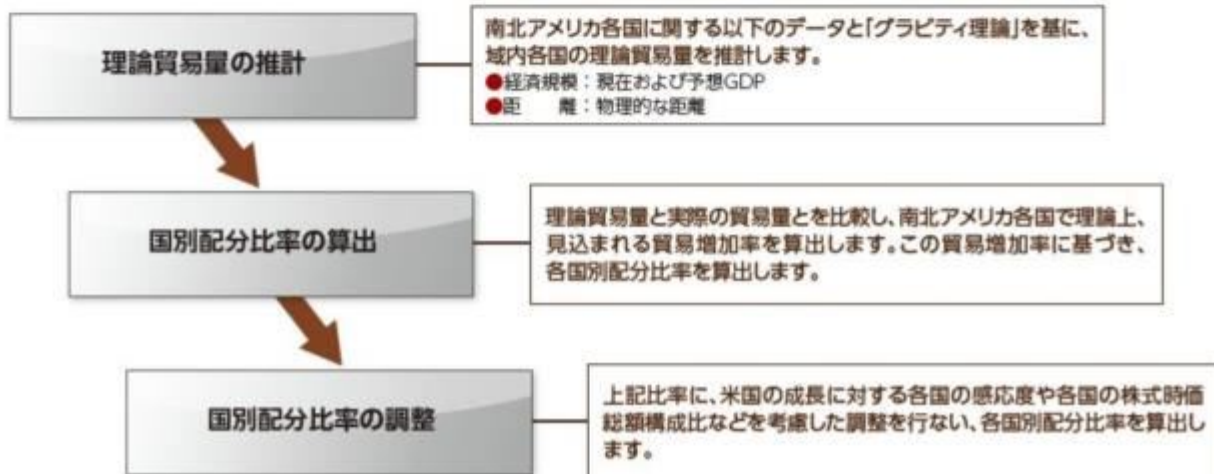 理論貿易量の推計
南北アメリカ各国に関する以下のデータと「グラビティ理論」を基に、
域内各国の理論貿易量を推計します。
●経済規模：現在および予想GDP
●距　　離：物理的な距離
国別配分比率の算出
理論貿易量と実際の貿易量とを比較し、南北アメリカ各国で理論上、
見込まれる貿易増加率を算出します。この貿易増加率に基づき、
各国別配分比率を算出します。
国別配分比率の調整
上記比率に、米国の成長に対する各国の感応度や各国の株式時価
総額構成比などを考慮した調整を行ない、各国別配分比率を算出し
ます。